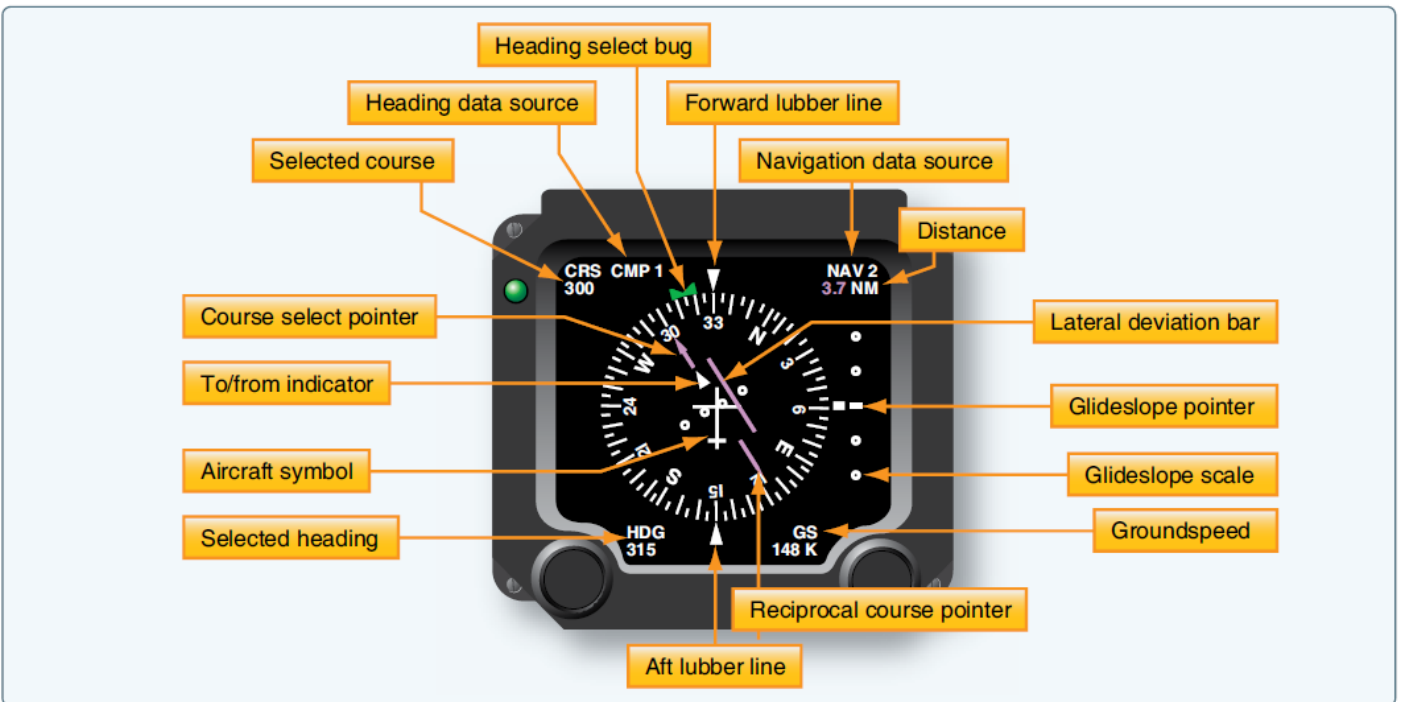 Heading select bug
Heading data source
Forward lubber line
Selected course
Navigation data source
Distance
CRS CMP 1
300
NAV 2
3.7 NM
Course select pointer
Lateral deviation bar
To/from indicator
Glideslope pointer
Aircraft symbol
Glideslope scale
Selected heading
Groundspeed
HDG
315
GS
148 K
33
N
3
6
E
12
15
S
21
24
W
30
Reciprocal course pointer
Aft lubber line